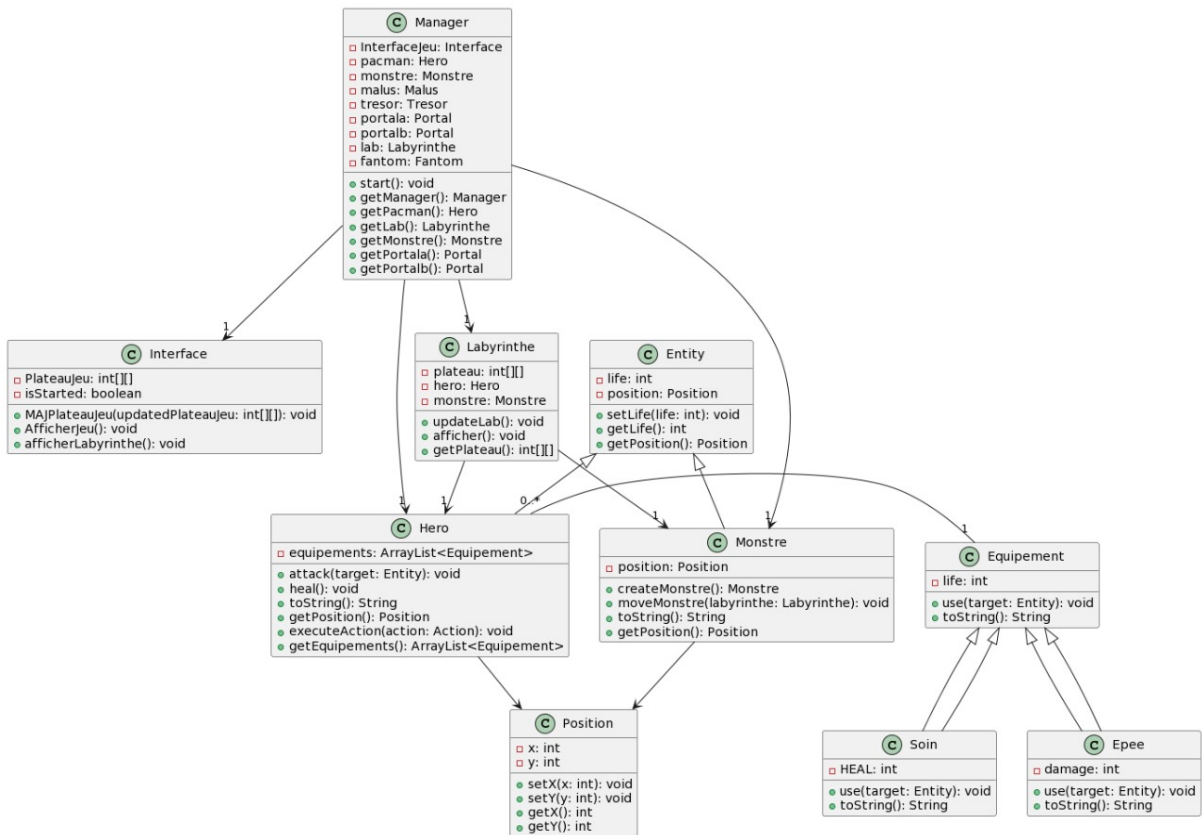 C Manager
InterfaceJeu: Interface
pacman: Hero
monstre: Monstre
malus: Malus
tresor: Tresor
portala: Portal
portalb: Portal
lab: Labyrinthe
fantom: Fantom
start(): void
getManager(): Manager
getPacman(): Hero
getLab(): Labyrinthe
getMonstre(): Monstre
getPortala(): Portal
getPortalb(): Portal
1
1
C Interface
PlateauJeu: int[][]
isStarted: boolean
MAJPlateauJeu(updatedPlateauJeu: int[][]): void
AfficherJeu(): void
afficherLabyrinthe(): void
C Labyrinthe
plateau: int[][]
hero: Hero
monstre: Monstre
updateLab(): void
afficher(): void
getPlateau(): int[][]
C Entity
life: int
position: Position
setLife(life: int): void
getLife(): int
getPosition(): Position
1
1
0..*
1
1
1
C Hero
equipements: ArrayList<Equipement>
attack(target: Entity): void
heal(): void
toString(): String
getPosition(): Position
executeAction(action: Action): void
getEquipements(): ArrayList<Equipement>
C Monstre
position: Position
createMonstre(): Monstre
moveMonstre(labyrinthe: Labyrinthe): void
toString(): String
getPosition(): Position
C Equipement
life: int
use(target: Entity): void
toString(): String
C Position
x: int
y: int
setX(x: int): void
setY(y: int): void
getX(): int
getY(): int
C Soin
HEAL: int
use(target: Entity): void
toString(): String
C Epee
damage: int
use(target: Entity): void
toString(): String